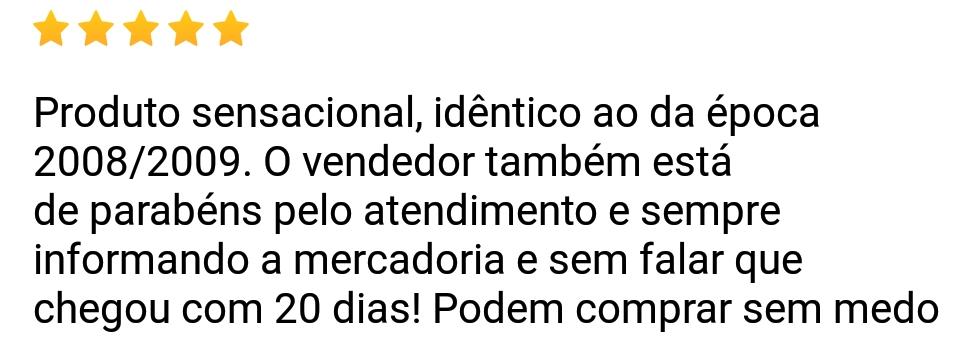 Produto sensacional, idêntico ao da época
2008/2009. O vendedor também está
de parabéns pelo atendimento e sempre
informando a mercadoria e sem falar que
chegou com 20 dias! Podem comprar sem medo